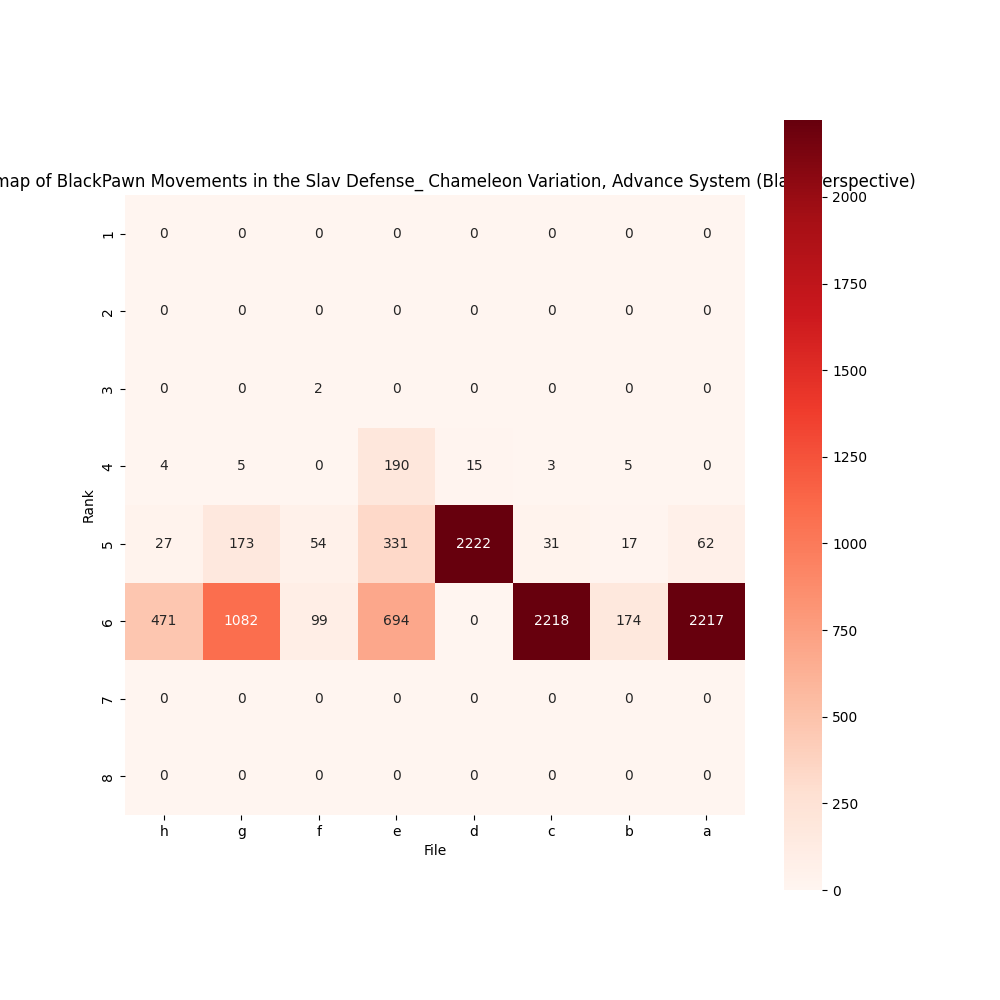 map of BlackPawn Movements in the Slav Defense_ Chameleon Variation, Advance System (Bla erspective)
1 0 0 0 0 0 0 0 0
2 0 0 0 0 0 0 0 0
3 0 0 2 0 0 0 0 0
4 4 5 0 190 15 3 5 0
5 27 173 54 331 2222 31 17 62
6 471 1082 99 694 0 2218 174 2217
7 0 0 0 0 0 0 0 0
8 0 0 0 0 0 0 0 0
h g f e d c b a
File
Rank
2000
1750
1500
1250
1000
750
500
250
0